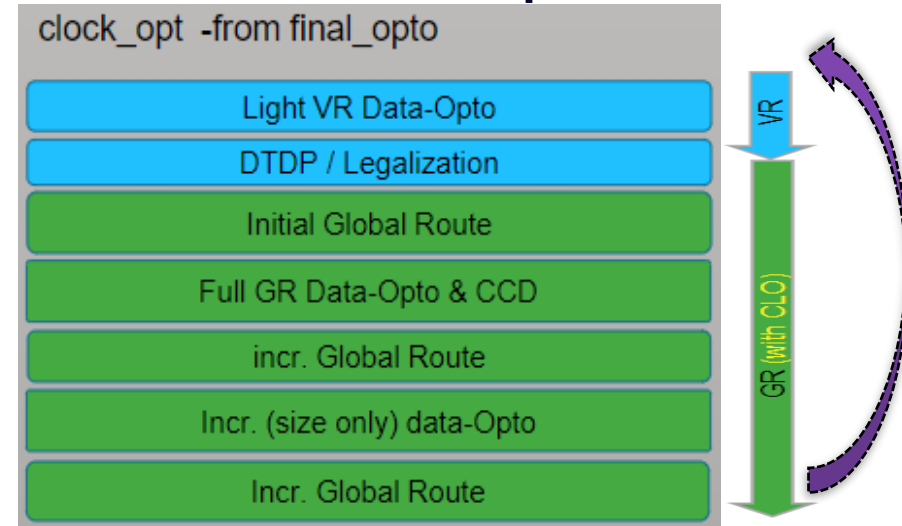 clock_opt -from final_opto
Light VR Data-Opto
DTDP / Legalization
Initial Global Route
Full GR Data-Opto & CCD
incr. Global Route
Incr. (size only) data-Opto
Incr. Global Route
VR
GR (with CLO)